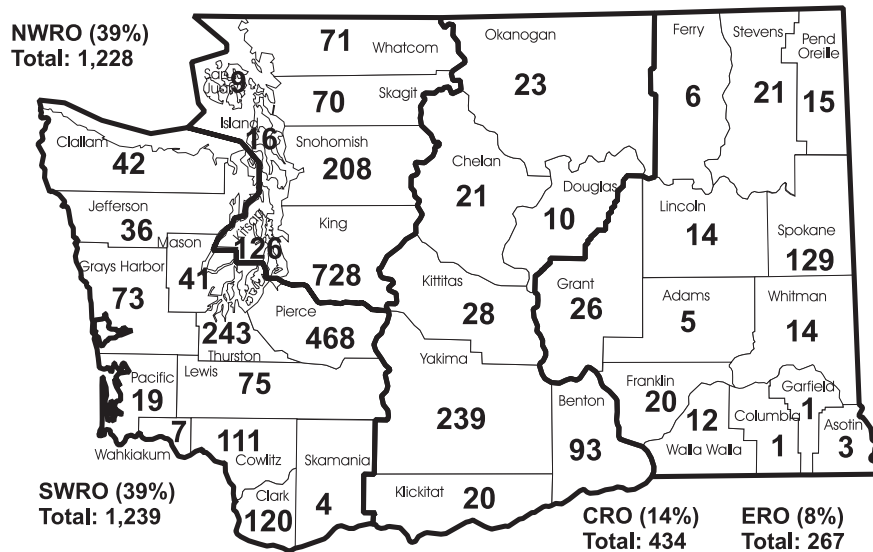 NWRO (39%)
Total: 1,228
71
Whatcom
Okanogan
23
Ferry
6
Stevens
21
Pend
Oreille
15
San
Juan
9
Skagit
70
Island
16
Snohomish
208
Clallam
42
Chelan
21
Douglas
10
Jefferson
36
Lincoln
14
Spokane
129
Mason
41
Kitsap
126
King
728
Grays Harbor
73
Kittitas
28
Grant
26
Adams
5
Whitman
14
Pierce
468
243
Thurston
Lewis
75
Yakima
239
Pacific
19
Benton
93
Franklin
20
12
Walla Walla
Columbia
1
Garfield
1
Asotin
3
7
Wahkiakum
111
Cowlitz
Skamania
4
Clark
120
Klickitat
20
SWRO (39%)
Total: 1,239
CRO (14%)
Total: 434
ERO (8%)
Total: 267